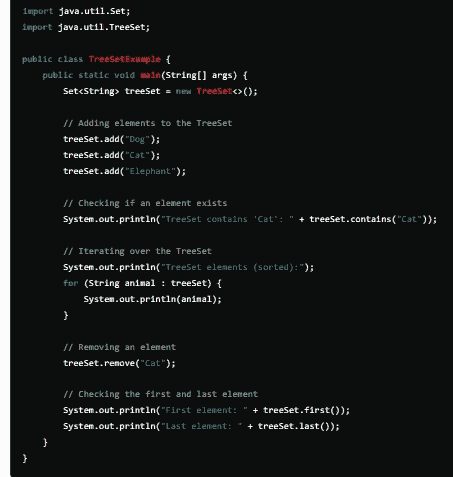 import java.util.Set;
import java.util.TreeSet;
public class TreeSetExample {
public static void main(String[] args) {
Set<String> treeSet = new TreeSet<>();
// Adding elements to the TreeSet
treeSet.add("Dog");
treeSet.add("Cat");
treeSet.add("Elephant");
// Checking if an element exists
System.out.println("TreeSet contains 'Cat': " + treeSet.contains("Cat"));
// Iterating over the TreeSet
System.out.println("TreeSet elements (sorted):");
for (String animal : treeSet) {
System.out.println(animal);
}
// Removing an element
treeSet.remove("Cat");
// Checking the first and last element
System.out.println("First element: " + treeSet.first());
System.out.println("Last element: " + treeSet.last());
}
}